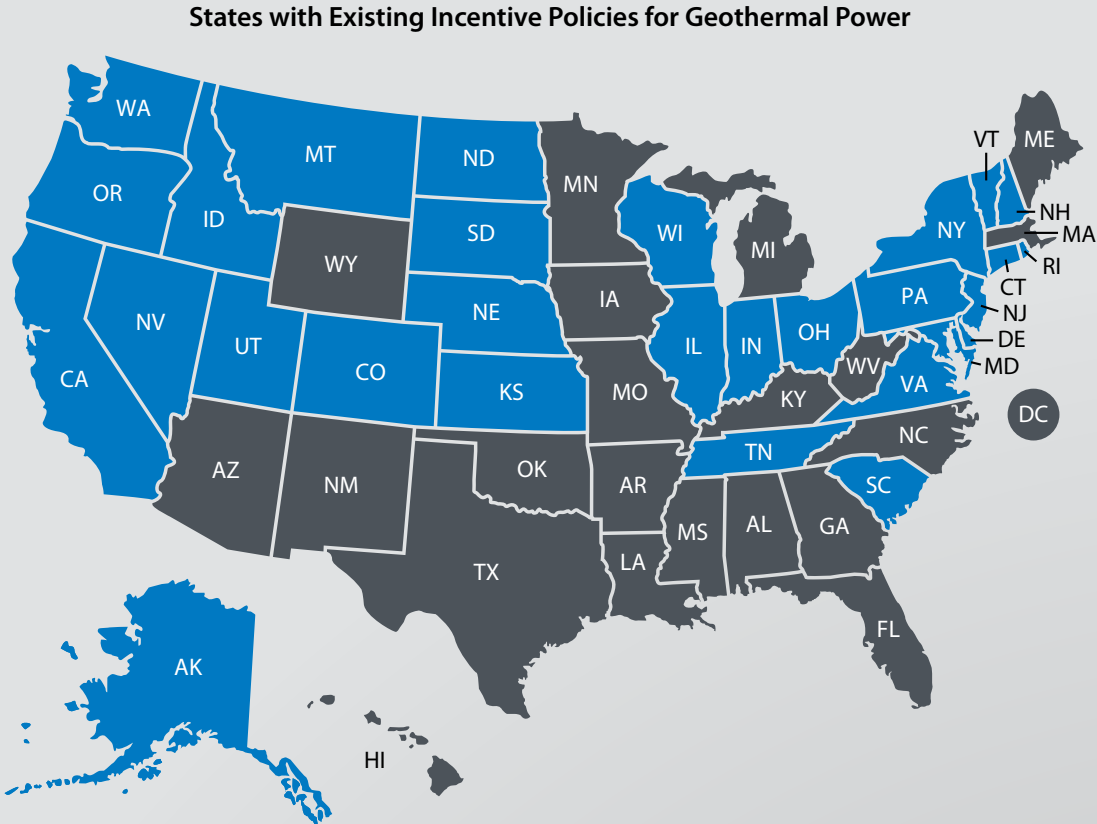 States with Existing Incentive Policies for Geothermal Power
WA
MT
ND
MN
VT
ME
OR
ID
SD
WI
MI
NY
NH
MA
RI
CT
WY
IA
PA
NJ
NE
DE
NV
UT
CO
IL
IN
OH
MD
WV
VA
CA
KS
MO
KY
DC
NC
TN
AZ
NM
OK
AR
SC
MS
AL
GA
LA
TX
FL
AK
HI